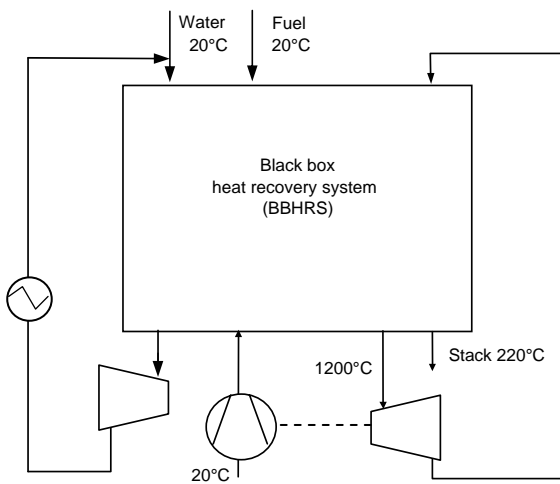 Water
20°C
Fuel
20°C
Black box
heat recovery system
(BBHRS)
1200°C
Stack 220°C
20°C